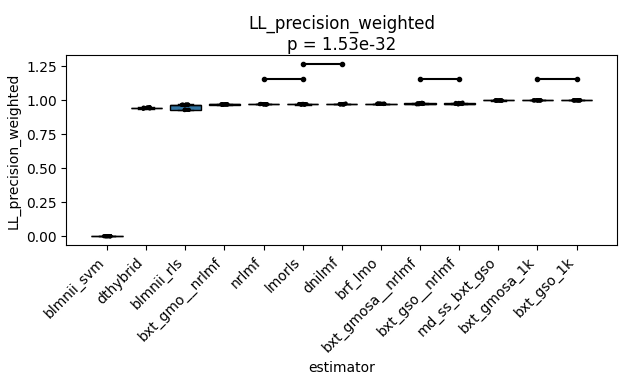 LL_precision_weighted
p = 1.53e-32
LL_precision_weighted
1.25
1.00
0.75
0.50
0.25
0.00
blmnii_svm
dthybrid
blmnii_rls
bxt_gmo__nrlmf
nrlmf
lmorls
dnilmf
brf_lmo
bxt_gmosa__nrlmf
bxt_gso__nrlmf
md_ss_bxt_gso
bxt_gmosa_1k
bxt_gso_1k
estimator